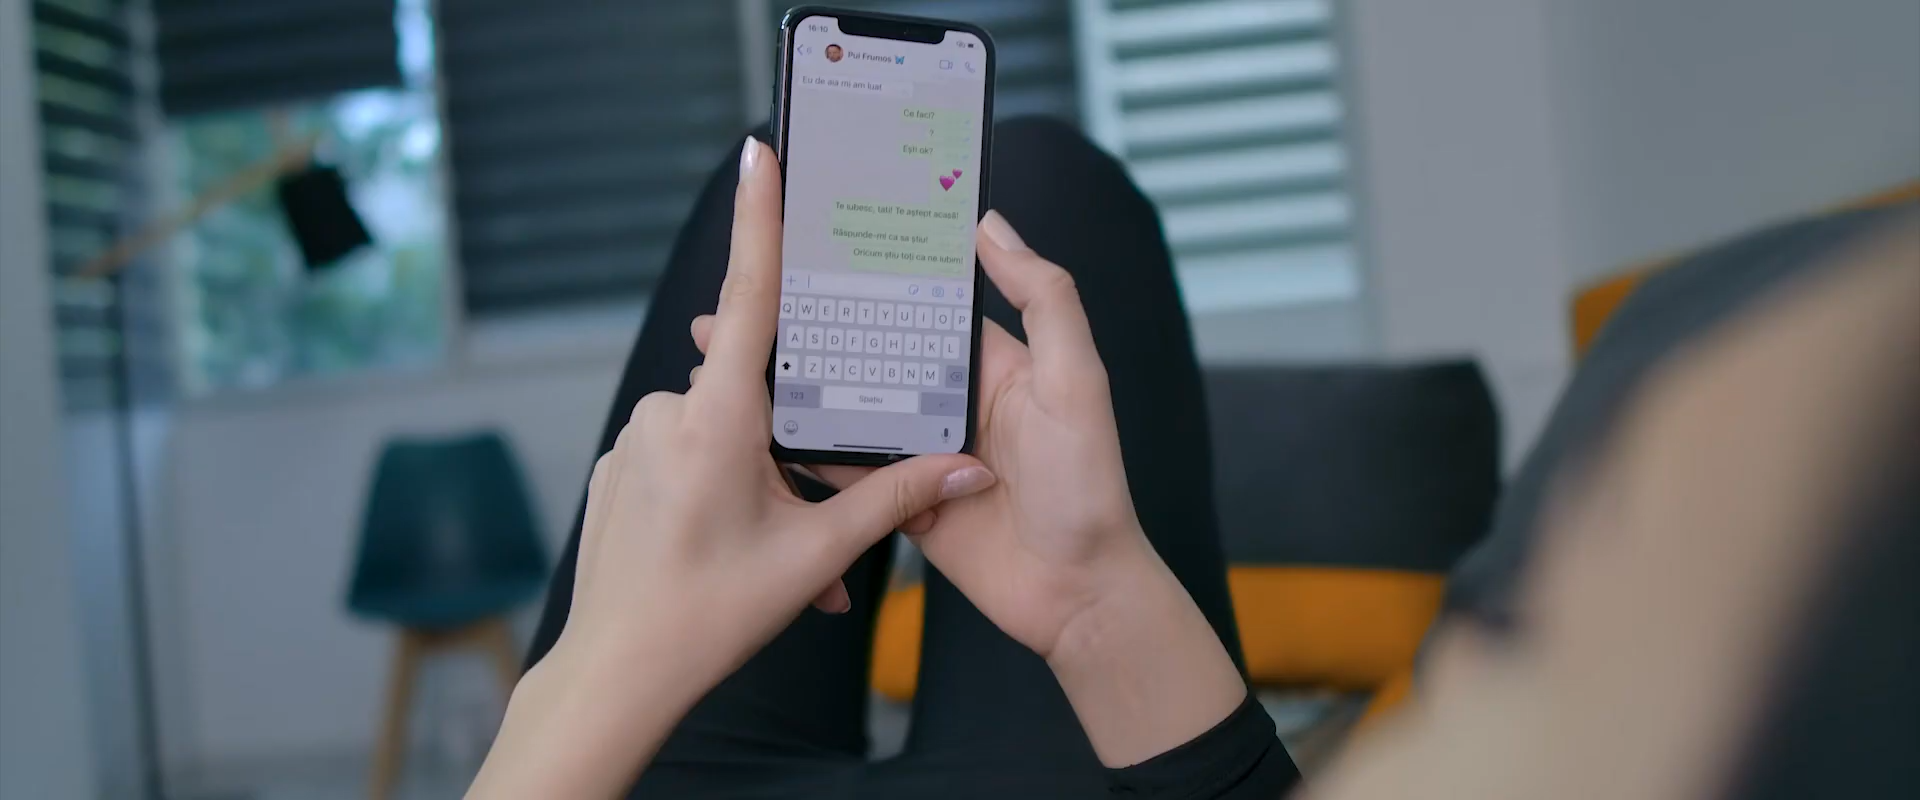 16:10
6 Pui Frumos
Eu de aia mi am luat
Ce faci?
?
Ești ok?
Te iubesc, tati! Te aștept acasă!
Răspunde-mi ca sa știu!
Oricum știu toți ca ne iubim!
Q W E R T Y U I O P
A S D F G H J K L
Z X C V B N M
123 Spațiu